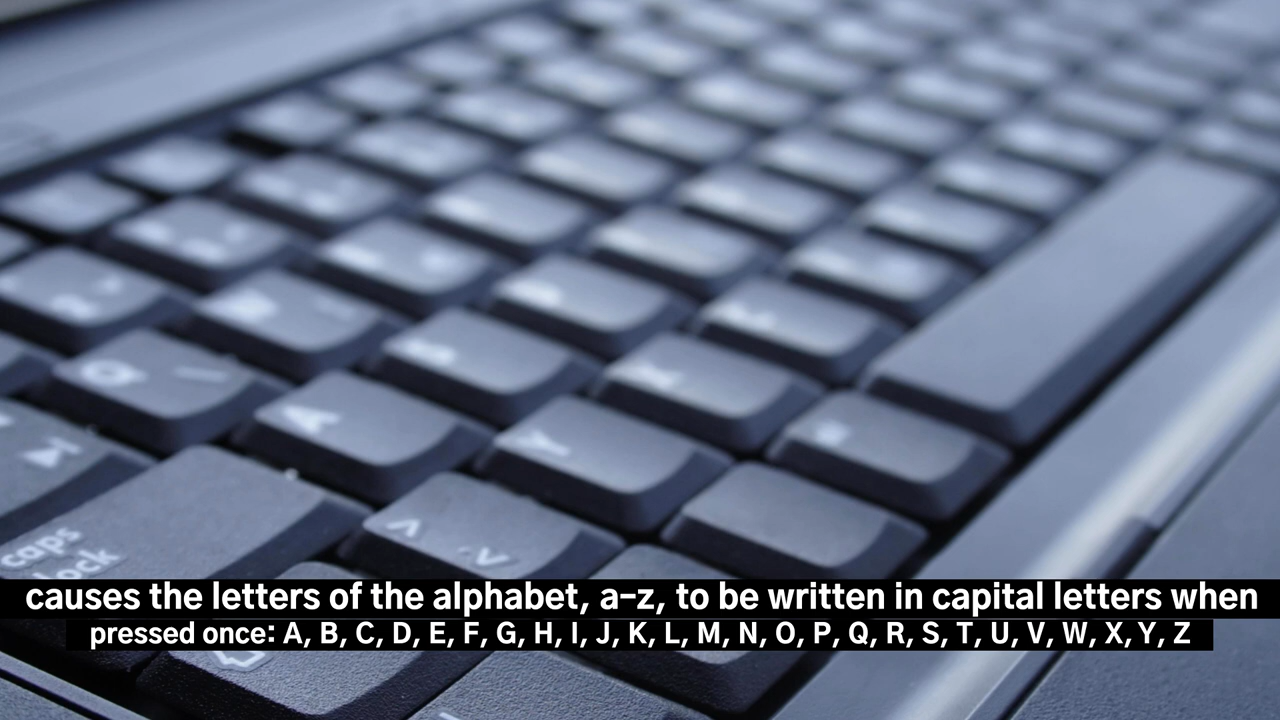 Q
A
Y
caps
lock
causes the letters of the alphabet, a-z, to be written in capital letters when
pressed once: A, B, C, D, E, F, G, H, I, J, K, L, M, N, O, P, Q, R, S, T, U, V, W, X, Y, Z